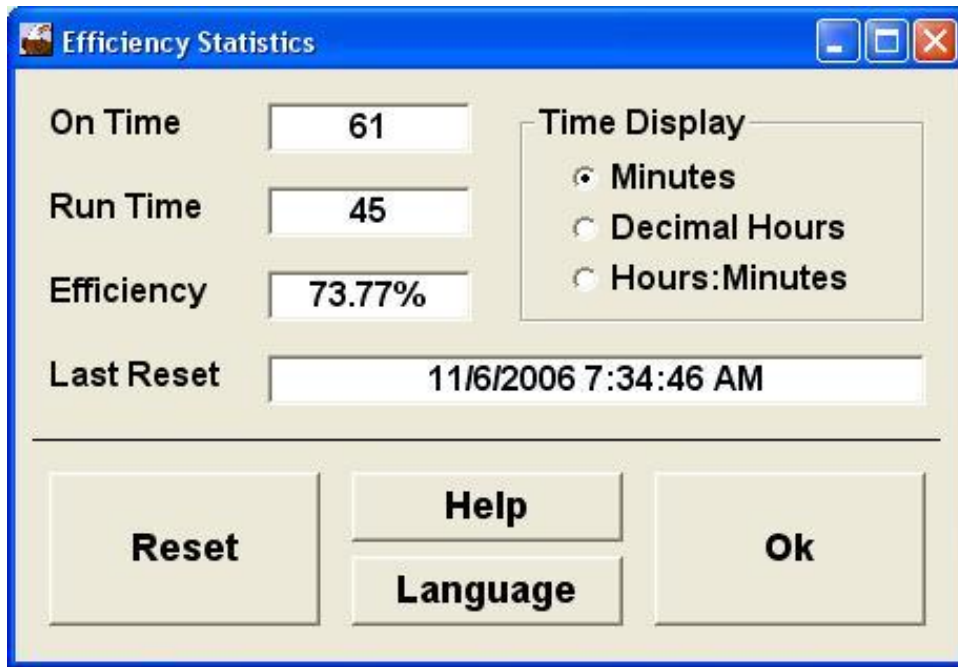 Efficiency Statistics
On Time 61
Time Display
Minutes
Run Time 45
Decimal Hours
Efficiency 73.77%
Hours:Minutes
Last Reset 11/6/2006 7:34:46 AM
Reset
Help
Language
Ok